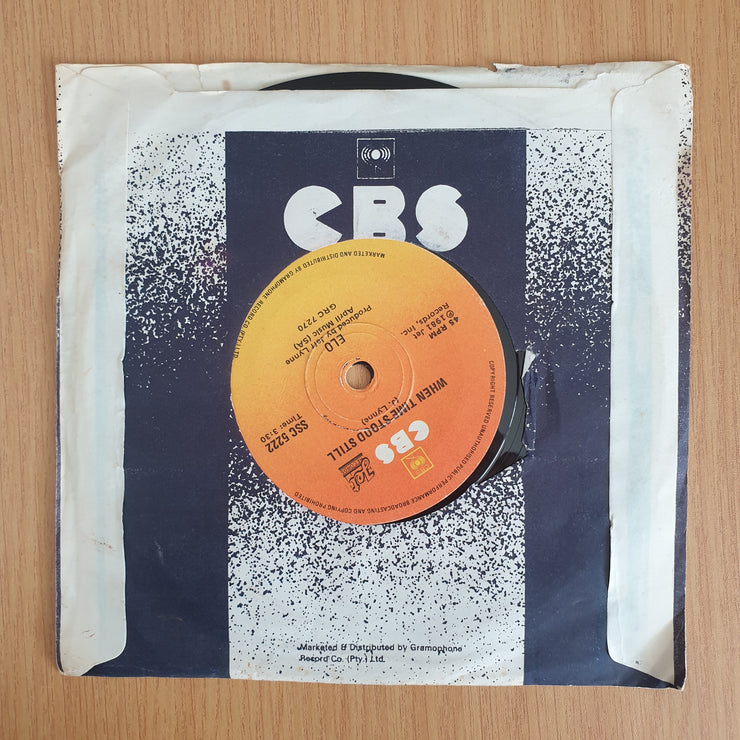 CBS
MARKETED AND DISTRIBUTED BY GRAMOPHONE RECORD CO (PTY) LTD.
CBS
Jet
WHEN TIME STOOD STILL
(J. Lynne)
SSC 5222
Time: 3:30
45 RPM
℗ 1981 Jet
Records, Inc.
ELO
Produced by Jeff Lynne
April Music (SA)
GRC 7270
COPYRIGHT RESERVED UNAUTHORISED PUBLIC PERFORMANCE BROADCASTING AND COPYING PROHIBITED
Marketed & Distributed by Gramophone
Record Co. (Pty.) Ltd.